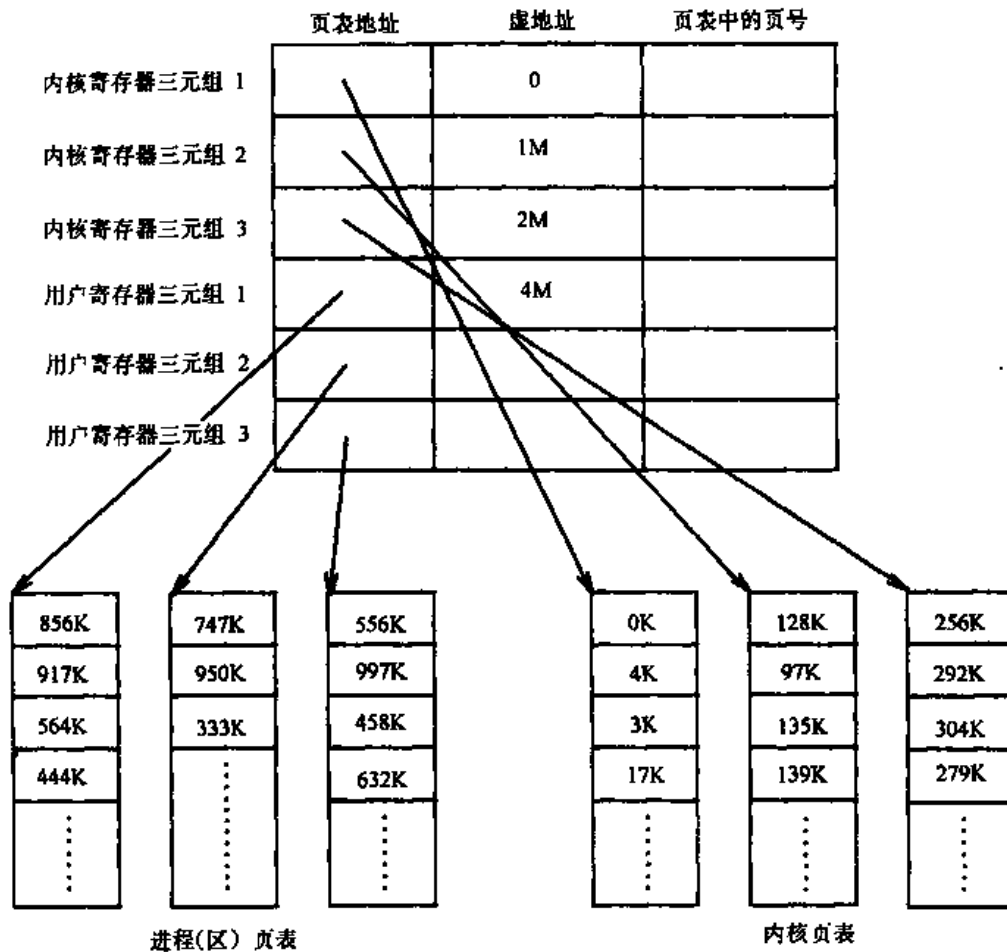 页表地址 虚地址 页表中的页号
内核寄存器三元组 1 0
内核寄存器三元组 2 1M
内核寄存器三元组 3 2M
用户寄存器三元组 1 4M
用户寄存器三元组 2
用户寄存器三元组 3
856K 747K 556K 0K 128K 256K
917K 950K 997K 4K 97K 292K
564K 333K 458K 3K 135K 304K
444K 632K 17K 139K 279K
进程(区) 页表 内核页表